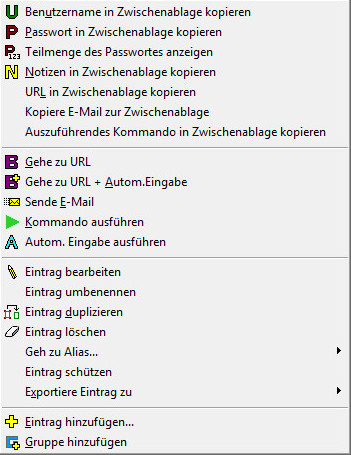 U Benutzername in Zwischenablage kopieren
P Passwort in Zwischenablage kopieren
P123 Teilmenge des Passwortes anzeigen
N Notizen in Zwischenablage kopieren
URL in Zwischenablage kopieren
Kopiere E-Mail zur Zwischenablage
Auszuführendes Kommando in Zwischenablage kopieren
B Gehe zu URL
B Gehe zu URL + Autom.Eingabe
Sende E-Mail
Kommando ausführen
A Autom. Eingabe ausführen
Eintrag bearbeiten
Eintrag umbenennen
Eintrag duplizieren
Eintrag löschen
Geh zu Alias...
Eintrag schützen
Exportiere Eintrag zu
Eintrag hinzufügen...
Gruppe hinzufügen